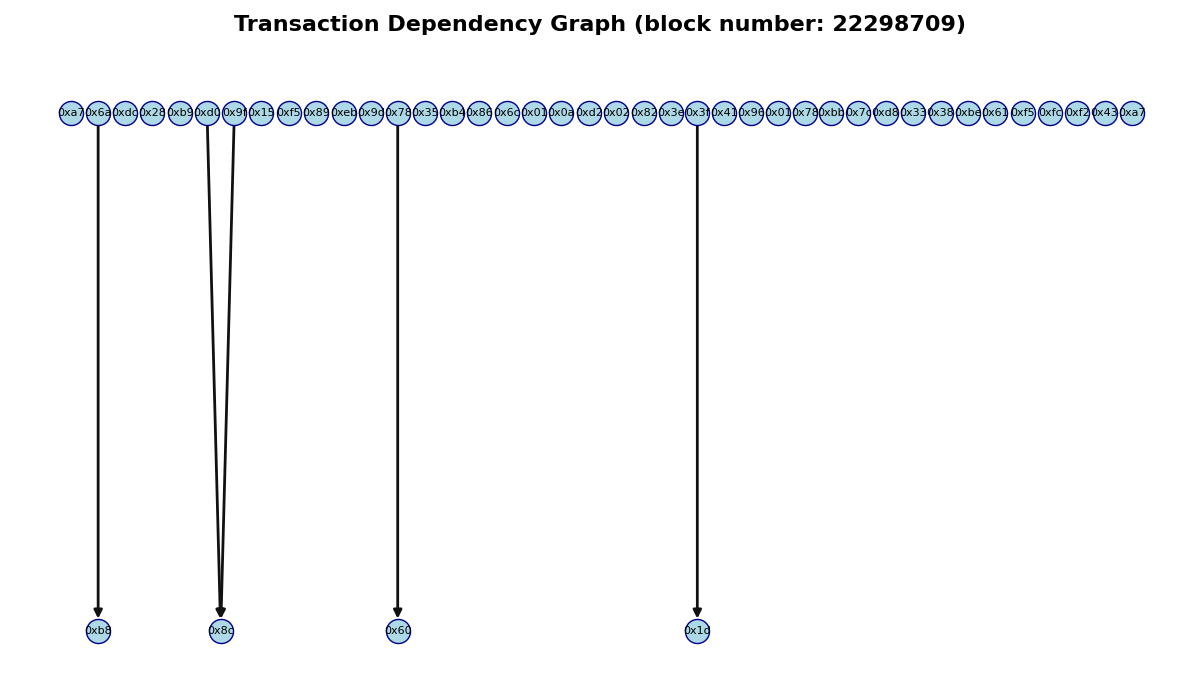 Transaction Dependency Graph (block number: 22298709)
0xa7 0x6a 0xdc 0x28 0xb9 0xd0 0x9f 0x15 0xf5 0x89 0xeb 0x9d 0x78 0x35 0xb4 0x86 0x6c 0x01 0x0a 0xd2 0x02 0x82 0x3e 0x3f 0x41 0x96 0x01 0x78 0xbb 0x7c 0xd8 0x33 0x38 0xbe 0x61 0xf5 0xfc 0xf2 0x43 0xa7
0xb8 0x8c 0x60 0x1d